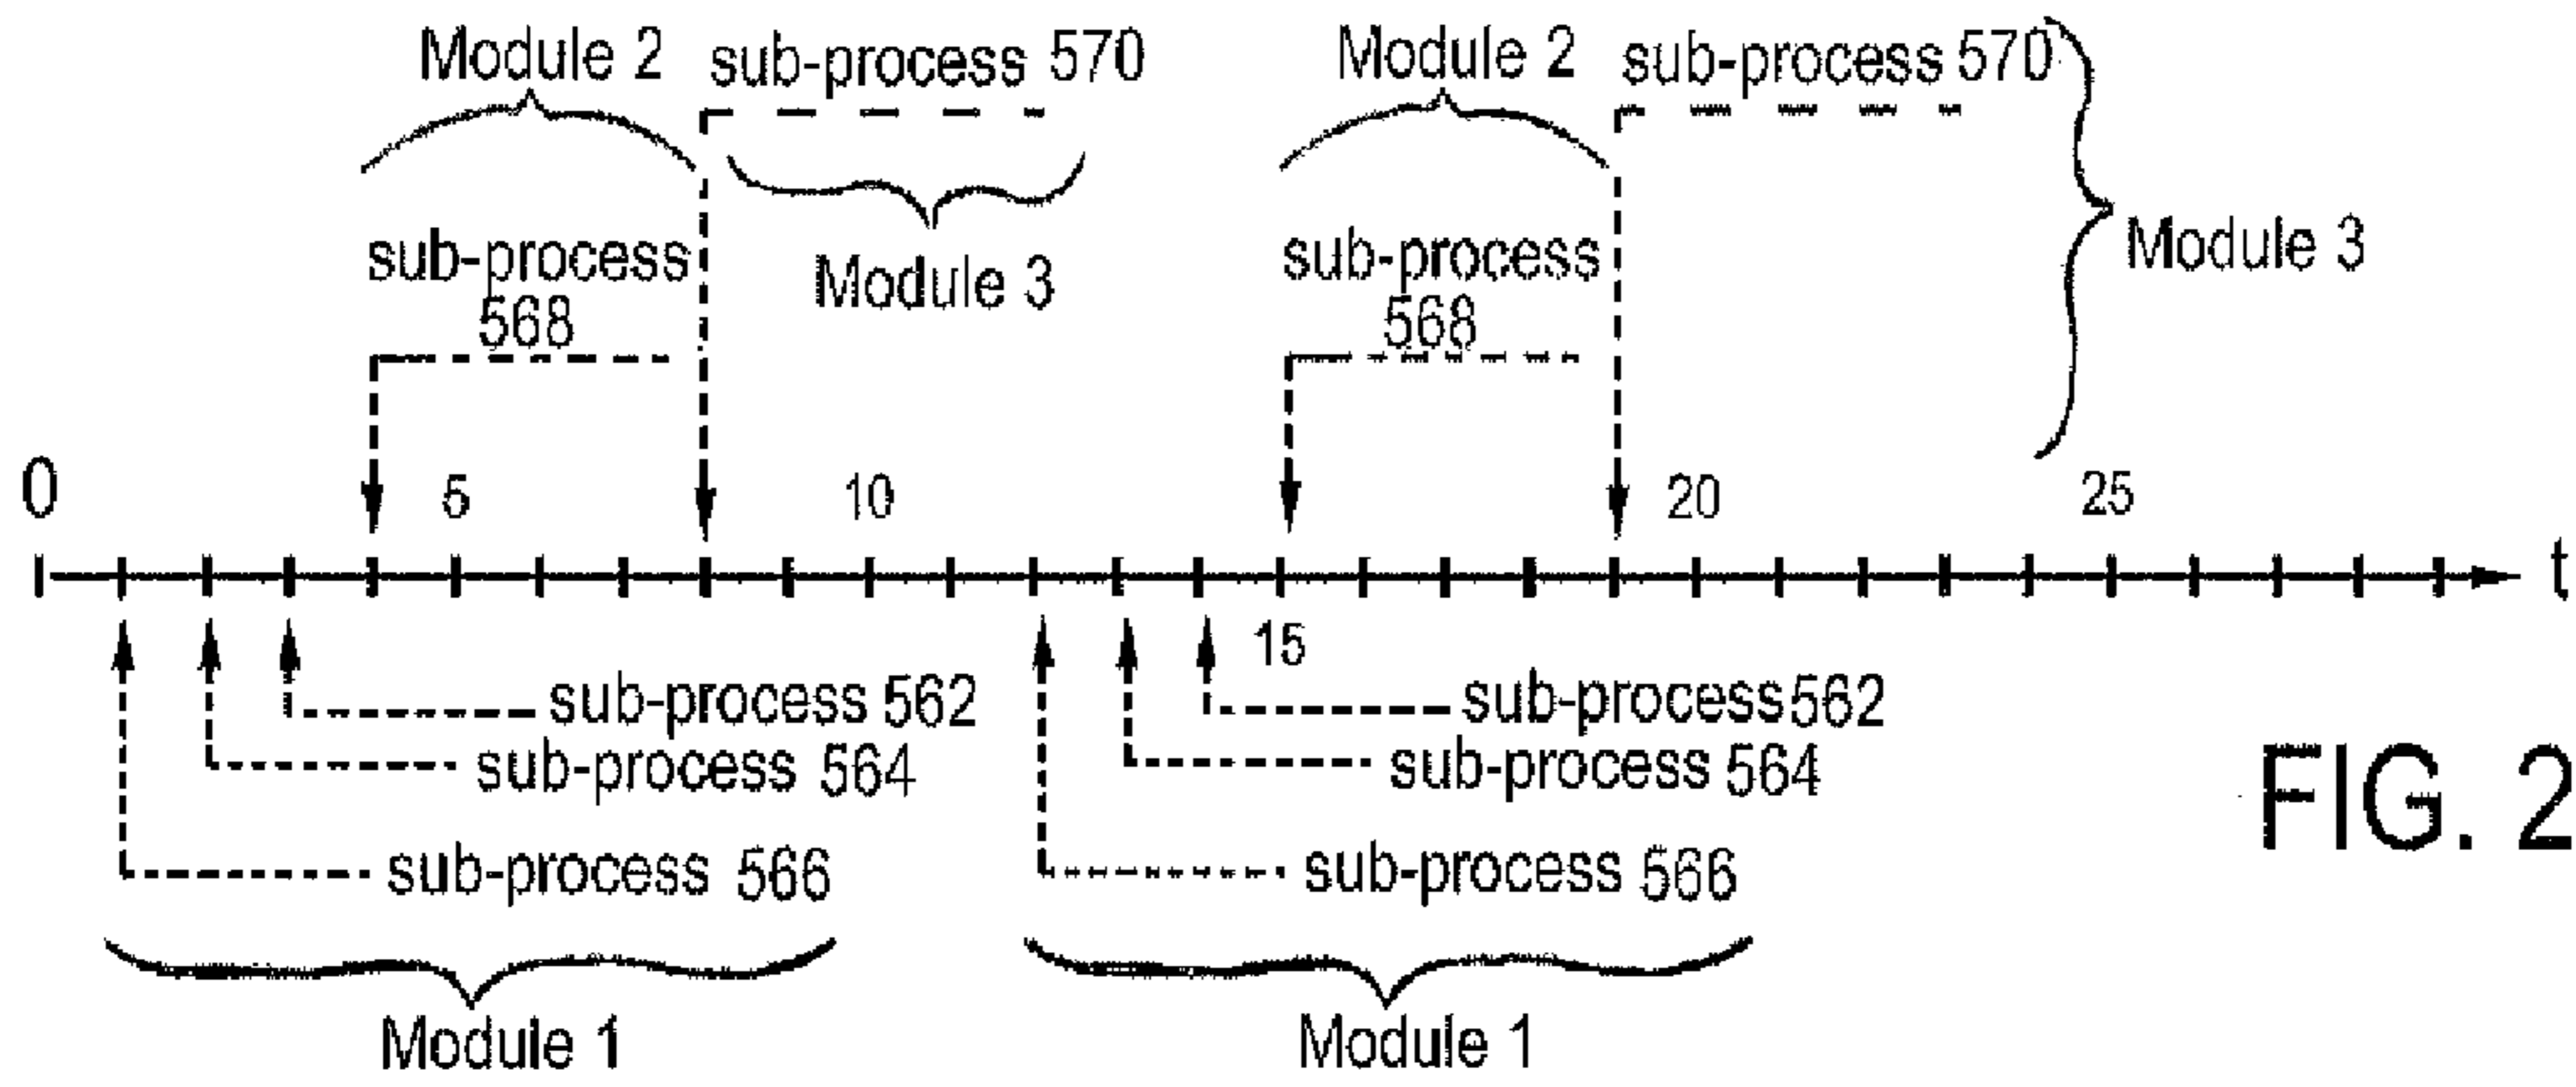 Module 2
sub-process 570
Module 2
sub-process 570
sub-process
568
Module 3
sub-process
568
Module 3
0
5
10
20
25
t
15
sub-process 562
sub-process 562
sub-process 564
sub-process 564
FIG. 2
sub-process 566
sub-process 566
Module 1
Module 1